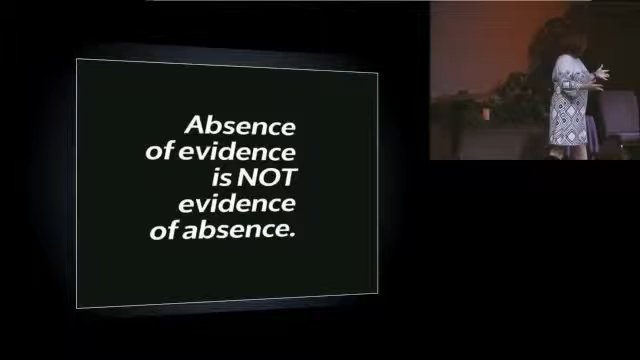 Absence
of evidence
is NOT
evidence
of absence.